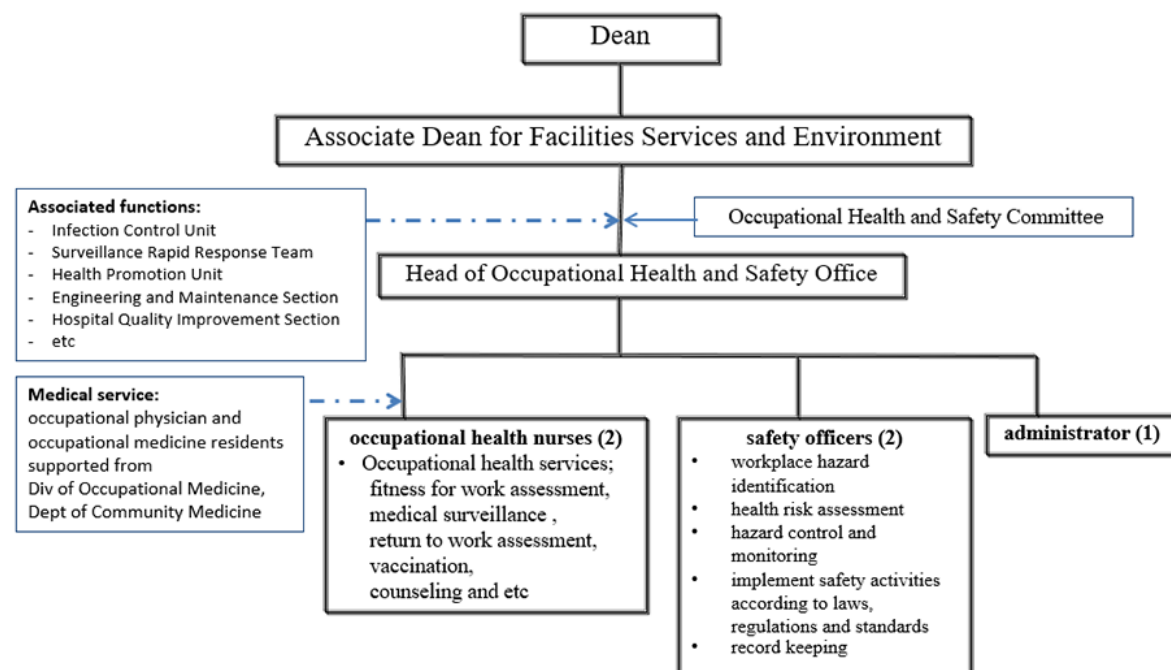 Dean
Associate Dean for Facilities Services and Environment
Associated functions:
- Infection Control Unit
- Surveillance Rapid Response Team
- Health Promotion Unit
- Engineering and Maintenance Section
- Hospital Quality Improvement Section
- etc
Occupational Health and Safety Committee
Head of Occupational Health and Safety Office
Medical service:
occupational physician and
occupational medicine residents
supported from
Div of Occupational Medicine,
Dept of Community Medicine
occupational health nurses (2)
• Occupational health services;
fitness for work assessment,
medical surveillance ,
return to work assessment,
vaccination,
counseling and etc
safety officers (2)
• workplace hazard
identification
• health risk assessment
• hazard control and
monitoring
• implement safety activities
according to laws,
regulations and standards
• record keeping
administrator (1)